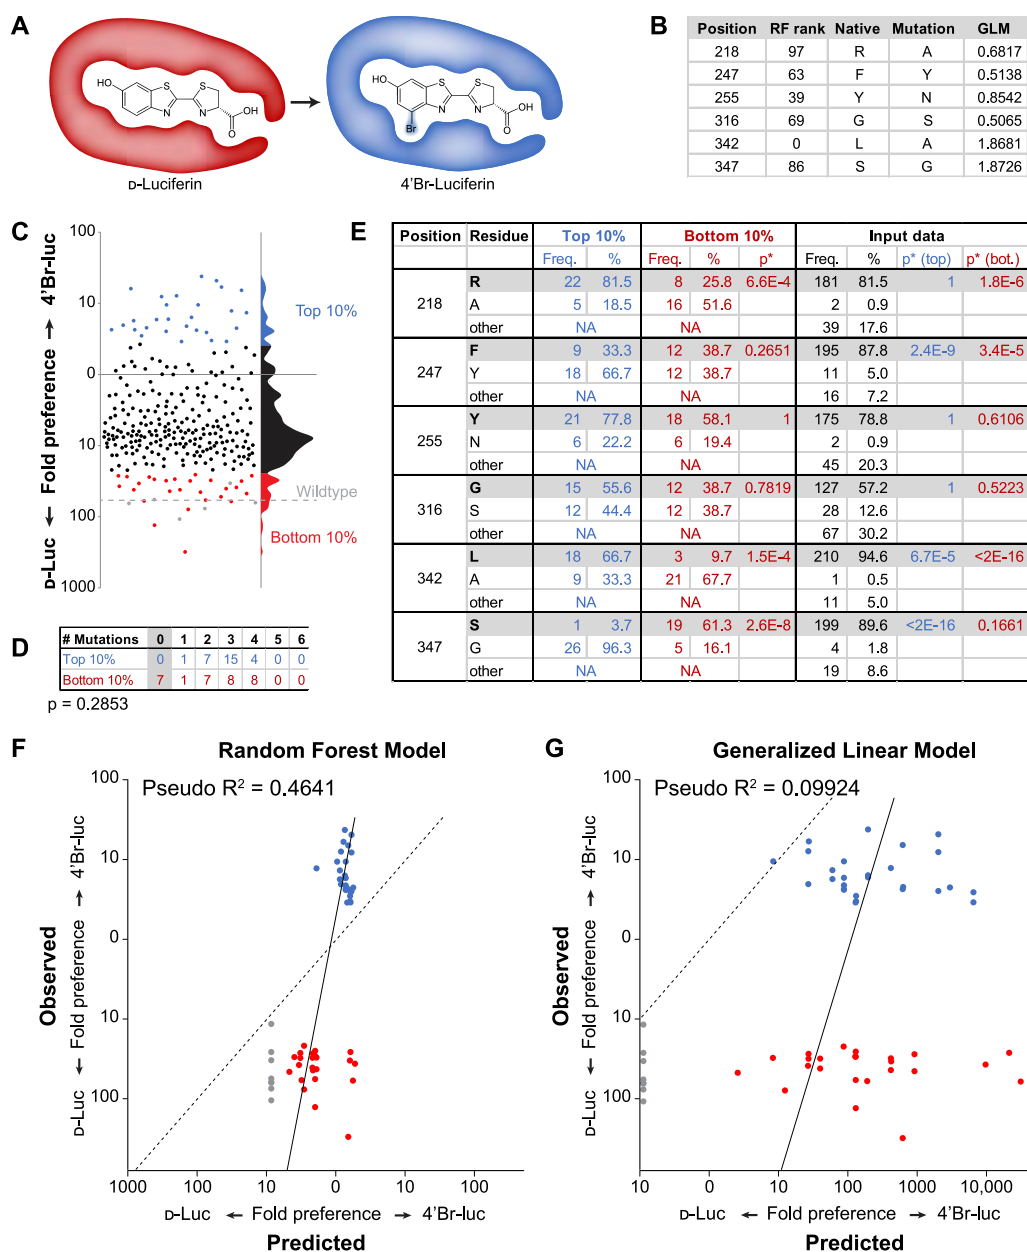 A
HO
S
N
S
N
OH
O
D-Luciferin
HO
S
N
S
N
Br
OH
O
4'Br-Luciferin
B
Position RF rank Native Mutation GLM
218 97 R A 0.6817
247 63 F Y 0.5138
255 39 Y N 0.8542
316 69 G S 0.5065
342 0 L A 1.8681
347 86 S G 1.8726
C
D-Luc ← Fold preference → 4'Br-luc
100
10
0
10
100
1000
Top 10%
Wildtype
Bottom 10%
D
# Mutations 0 1 2 3 4 5 6
Top 10% 0 1 7 15 4 0 0
Bottom 10% 7 1 7 8 8 0 0
p = 0.2853
E
Position Residue Top 10% Bottom 10% Input data
Freq. % Freq. % p* Freq. % p* (top) p* (bot.)
218 R 22 81.5 8 25.8 6.6E-4 181 81.5 1 1.8E-6
A 5 18.5 16 51.6 2 0.9
other NA NA 39 17.6
247 F 9 33.3 12 38.7 0.2651 195 87.8 2.4E-9 3.4E-5
Y 18 66.7 12 38.7 11 5.0
other NA NA 16 7.2
255 Y 21 77.8 18 58.1 1 175 78.8 1 0.6106
N 6 22.2 6 19.4 2 0.9
other NA NA 45 20.3
316 G 15 55.6 12 38.7 0.7819 127 57.2 1 0.5223
S 12 44.4 12 38.7 28 12.6
other NA NA 67 30.2
342 L 18 66.7 3 9.7 1.5E-4 210 94.6 6.7E-5 <2E-16
A 9 33.3 21 67.7 1 0.5
other NA NA 11 5.0
347 S 1 3.7 19 61.3 2.6E-8 199 89.6 <2E-16 0.1661
G 26 96.3 5 16.1 4 1.8
other NA NA 19 8.6
F
Random Forest Model
Pseudo R² = 0.4641
Observed
D-Luc ← Fold preference → 4'Br-luc
100
10
0
10
100
1000 100 10 0 10 100
D-Luc ← Fold preference → 4'Br-luc
Predicted
G
Generalized Linear Model
Pseudo R² = 0.09924
Observed
D-Luc ← Fold preference → 4'Br-luc
100
10
0
10
100
10 0 10 100 1000 10,000
D-Luc ← Fold preference → 4'Br-luc
Predicted